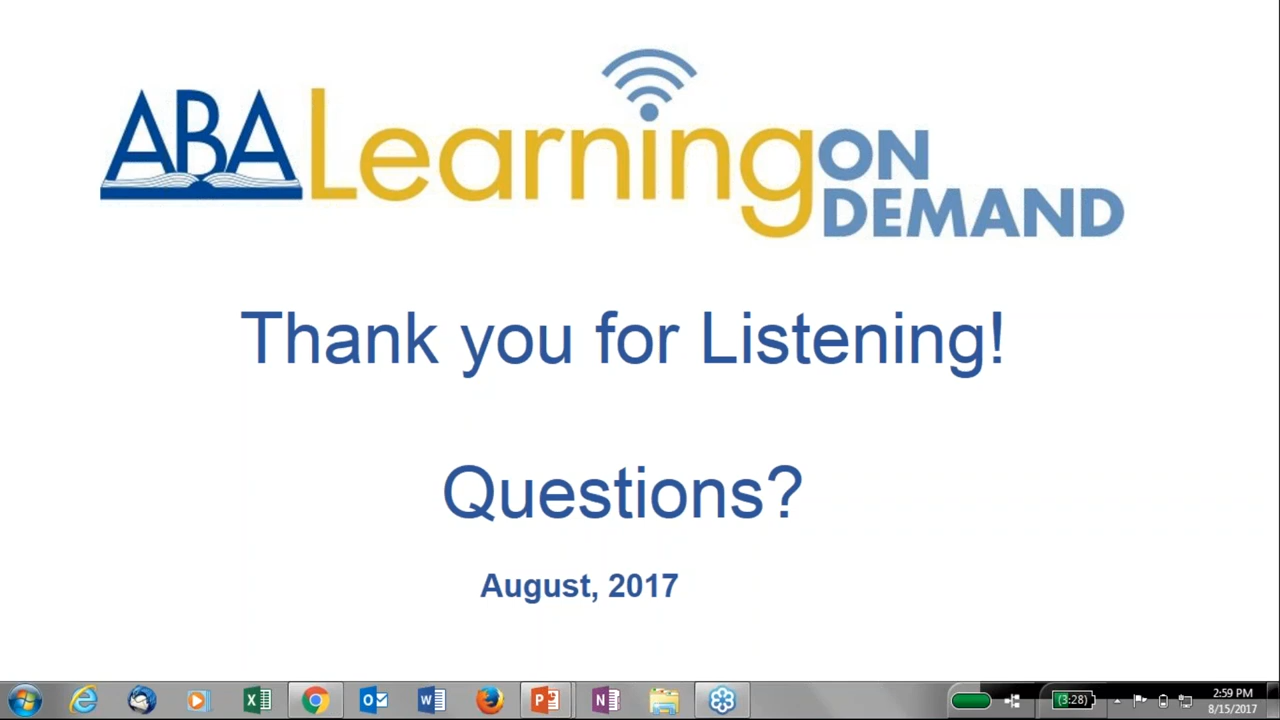 ABA Learning ON DEMAND
Thank you for Listening!
Questions?
August, 2017
(3:28)
2:59 PM
8/15/2017